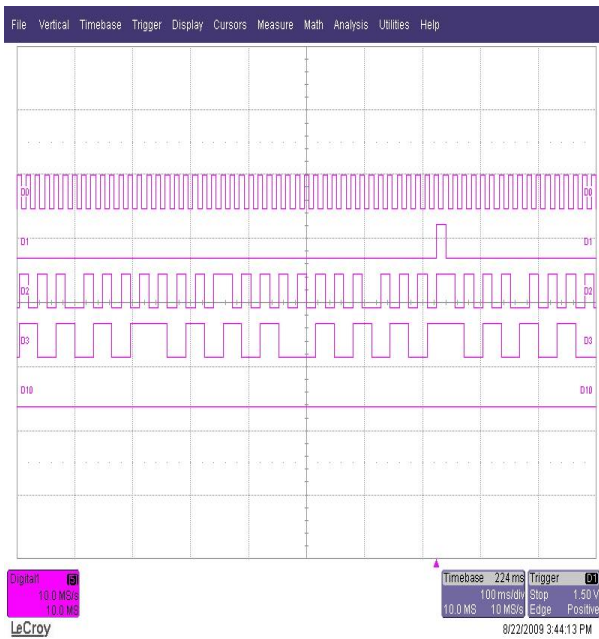 File Vertical Timebase Trigger Display Cursors Measure Math Analysis Utilities Help
D0 D0
D1 D1
D2 D2
D3 D3
D10 D10
Digital1 5
10.0 MS/s
10.0 MS
Timebase 224 ms
100 ms/div
10.0 MS 10 MS/s
Trigger D1
Stop 1.50 V
Edge Positive
LeCroy
8/22/2009 3:44:13 PM